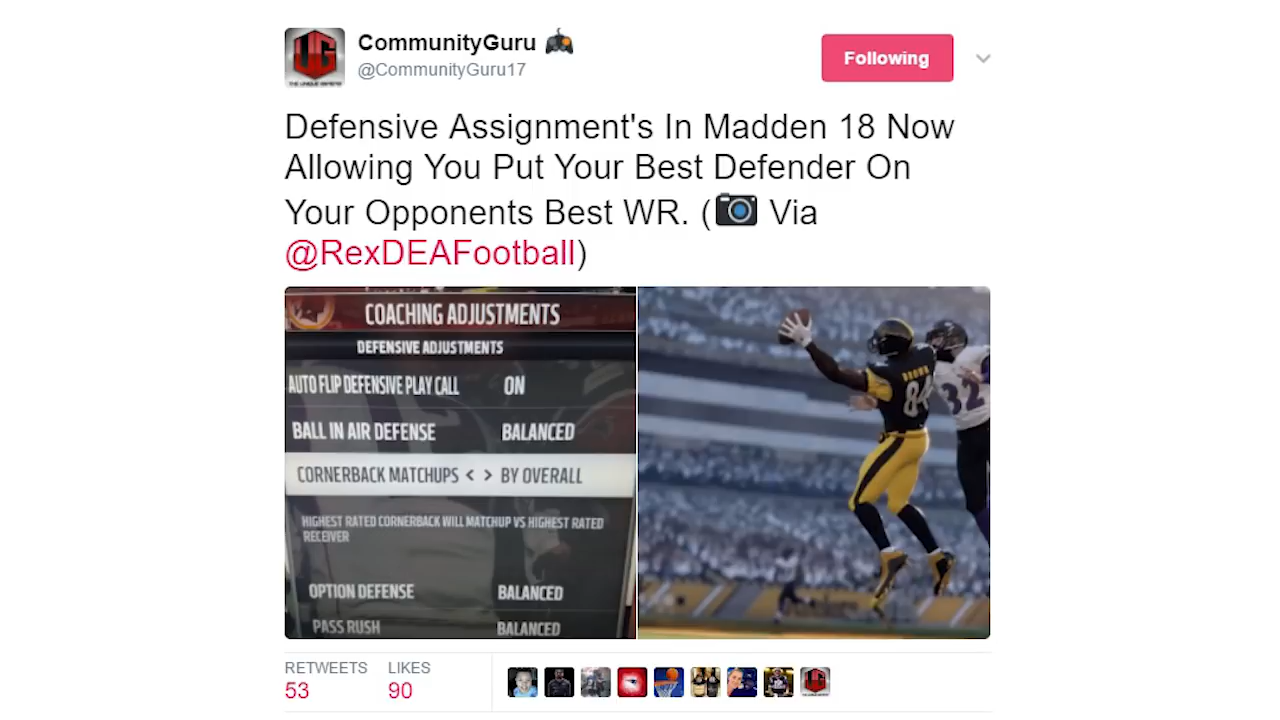 CommunityGuru
@CommunityGuru17
Following
Defensive Assignment's In Madden 18 Now
Allowing You Put Your Best Defender On
Your Opponents Best WR. ( Via
@RexDEAFootball)
COACHING ADJUSTMENTS
DEFENSIVE ADJUSTMENTS
AUTO FLIP DEFENSIVE PLAY CALL ON
BALL IN AIR DEFENSE BALANCED
CORNERBACK MATCHUPS < > BY OVERALL
HIGHEST RATED CORNERBACK WILL MATCHUP VS HIGHEST RATED
RECEIVER
OPTION DEFENSE BALANCED
PASS RUSH BALANCED
BROWN
84
32
RETWEETS LIKES
53 90